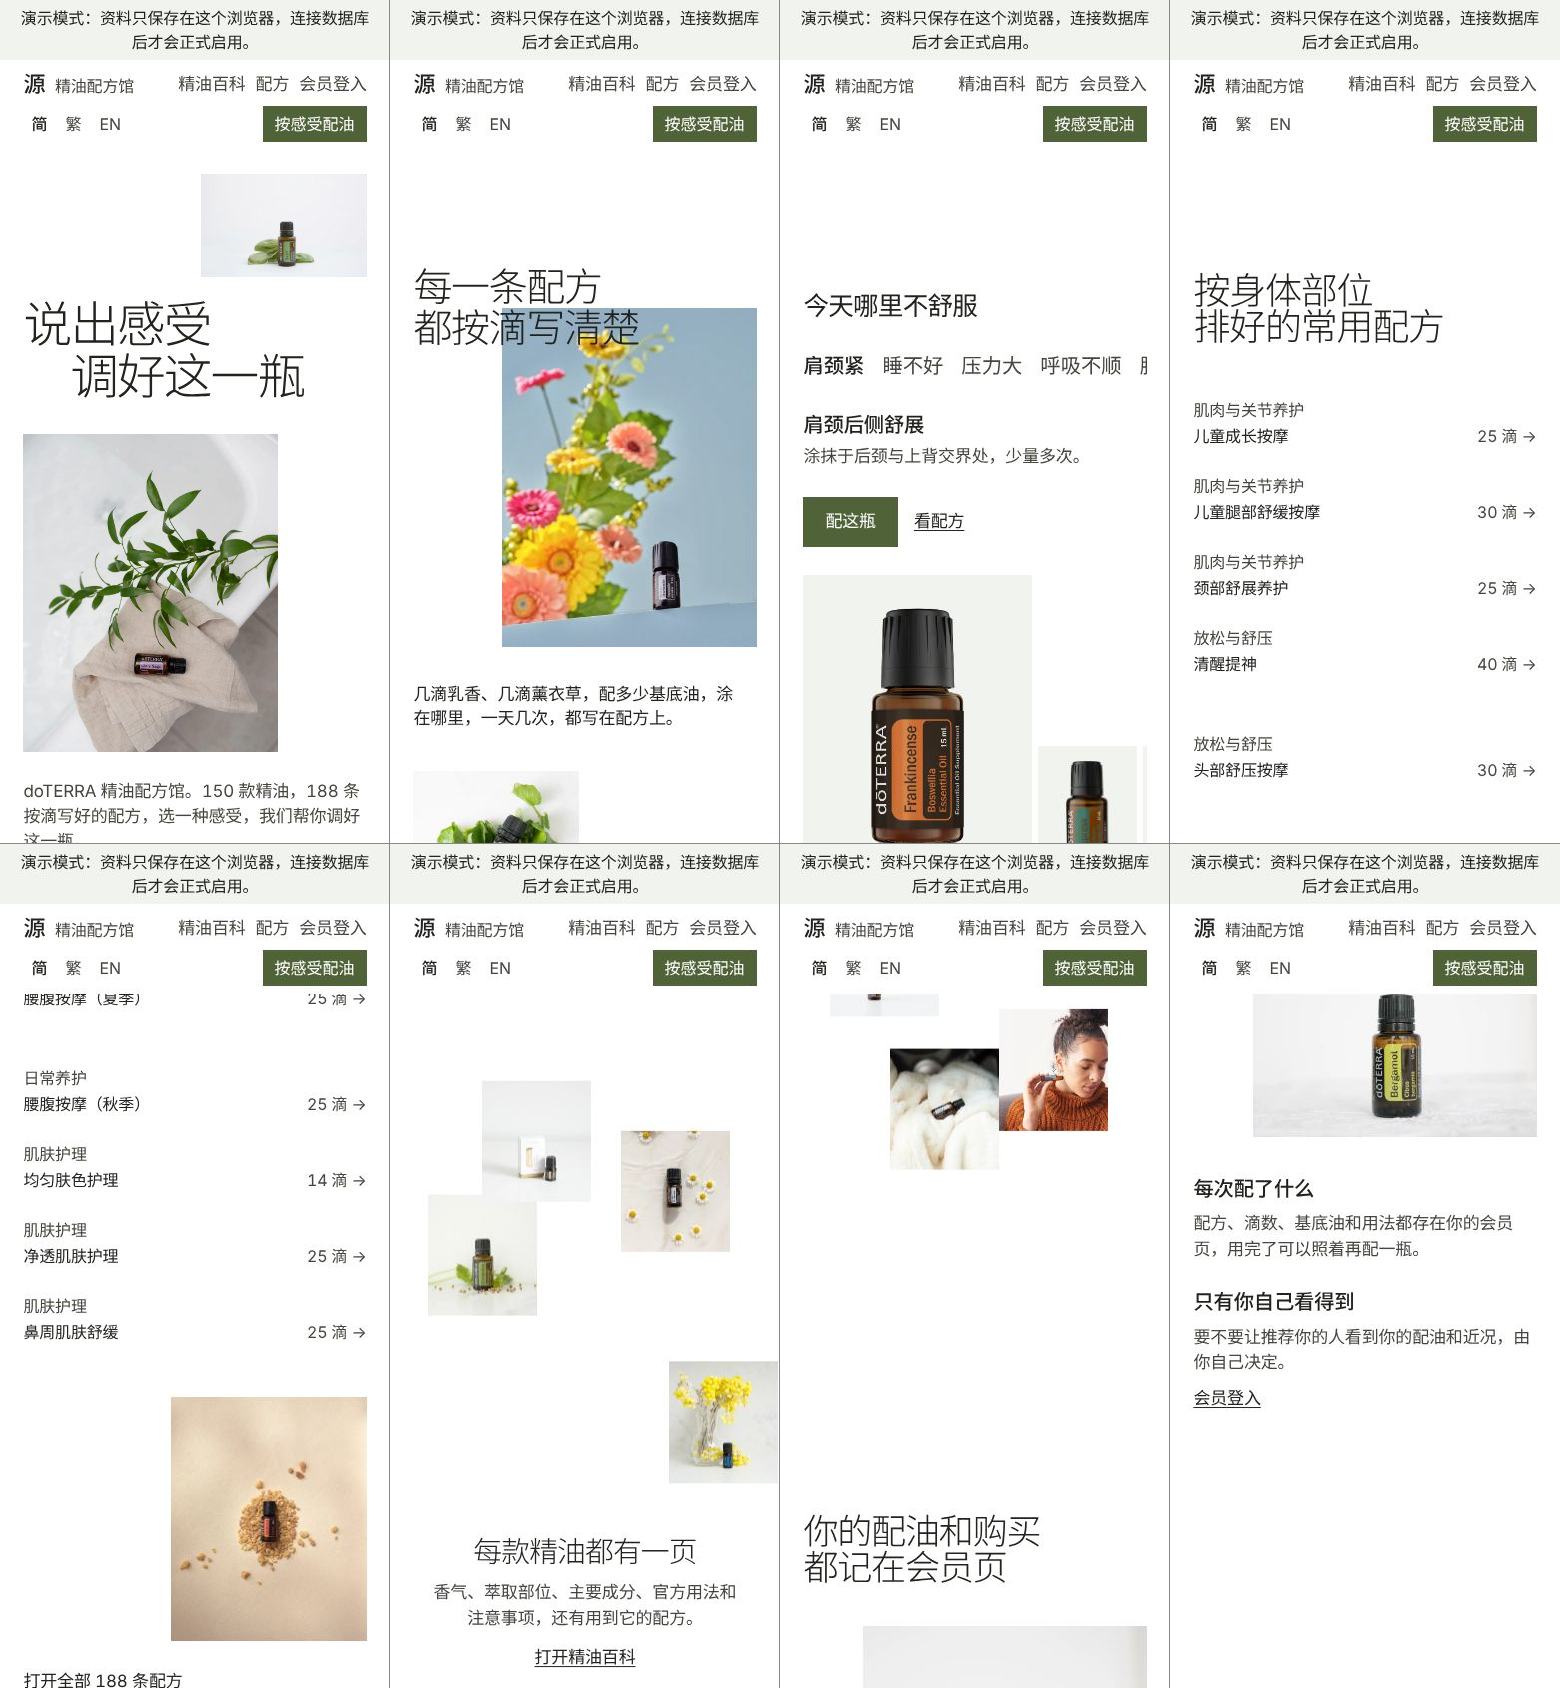 演示模式：资料只保存在这个浏览器，连接数据库
后才会正式启用。
源 精油配方馆 精油百科 配方 会员登入
简 繁 EN 按感受配油
说出感受
调好这一瓶
doTERRA 精油配方馆。150 款精油，188 条
按滴写好的配方，选一种感受，我们帮你调好
这一瓶
演示模式：资料只保存在这个浏览器，连接数据库
后才会正式启用。
源 精油配方馆 精油百科 配方 会员登入
简 繁 EN 按感受配油
每一条配方
都按滴写清楚
几滴乳香、几滴薰衣草，配多少基底油，涂
在哪里，一天几次，都写在配方上。
演示模式：资料只保存在这个浏览器，连接数据库
后才会正式启用。
源 精油配方馆 精油百科 配方 会员登入
简 繁 EN 按感受配油
今天哪里不舒服
肩颈紧 睡不好 压力大 呼吸不顺
肩颈后侧舒展
涂抹于后颈与上背交界处，少量多次。
配这瓶 看配方
dōTERRA
Frankincense
Boswellia
Essential Oil 15 mL
Essential Oil Supplement
演示模式：资料只保存在这个浏览器，连接数据库
后才会正式启用。
源 精油配方馆 精油百科 配方 会员登入
简 繁 EN 按感受配油
按身体部位
排好的常用配方
肌肉与关节养护
儿童成长按摩 25 滴 →
肌肉与关节养护
儿童腿部舒缓按摩 30 滴 →
肌肉与关节养护
颈部舒展养护 25 滴 →
放松与舒压
清醒提神 40 滴 →
放松与舒压
头部舒压按摩 30 滴 →
演示模式：资料只保存在这个浏览器，连接数据库
后才会正式启用。
源 精油配方馆 精油百科 配方 会员登入
简 繁 EN 按感受配油
腰腹按摩（夏季） 25 滴 →
日常养护
腰腹按摩（秋季） 25 滴 →
肌肤护理
均匀肤色护理 14 滴 →
肌肤护理
净透肌肤护理 25 滴 →
肌肤护理
鼻周肌肤舒缓 25 滴 →
打开全部 188 条配方
演示模式：资料只保存在这个浏览器，连接数据库
后才会正式启用。
源 精油配方馆 精油百科 配方 会员登入
简 繁 EN 按感受配油
每款精油都有一页
香气、萃取部位、主要成分、官方用法和
注意事项，还有用到它的配方。
打开精油百科
演示模式：资料只保存在这个浏览器，连接数据库
后才会正式启用。
源 精油配方馆 精油百科 配方 会员登入
简 繁 EN 按感受配油
你的配油和购买
都记在会员页
演示模式：资料只保存在这个浏览器，连接数据库
后才会正式启用。
源 精油配方馆 精油百科 配方 会员登入
简 繁 EN 按感受配油
dōTERRA
Bergamot
Citrus
bergamia
每次配了什么
配方、滴数、基底油和用法都存在你的会员
页，用完了可以照着再配一瓶。
只有你自己看得到
要不要让推荐你的人看到你的配油和近况，由
你自己决定。
会员登入